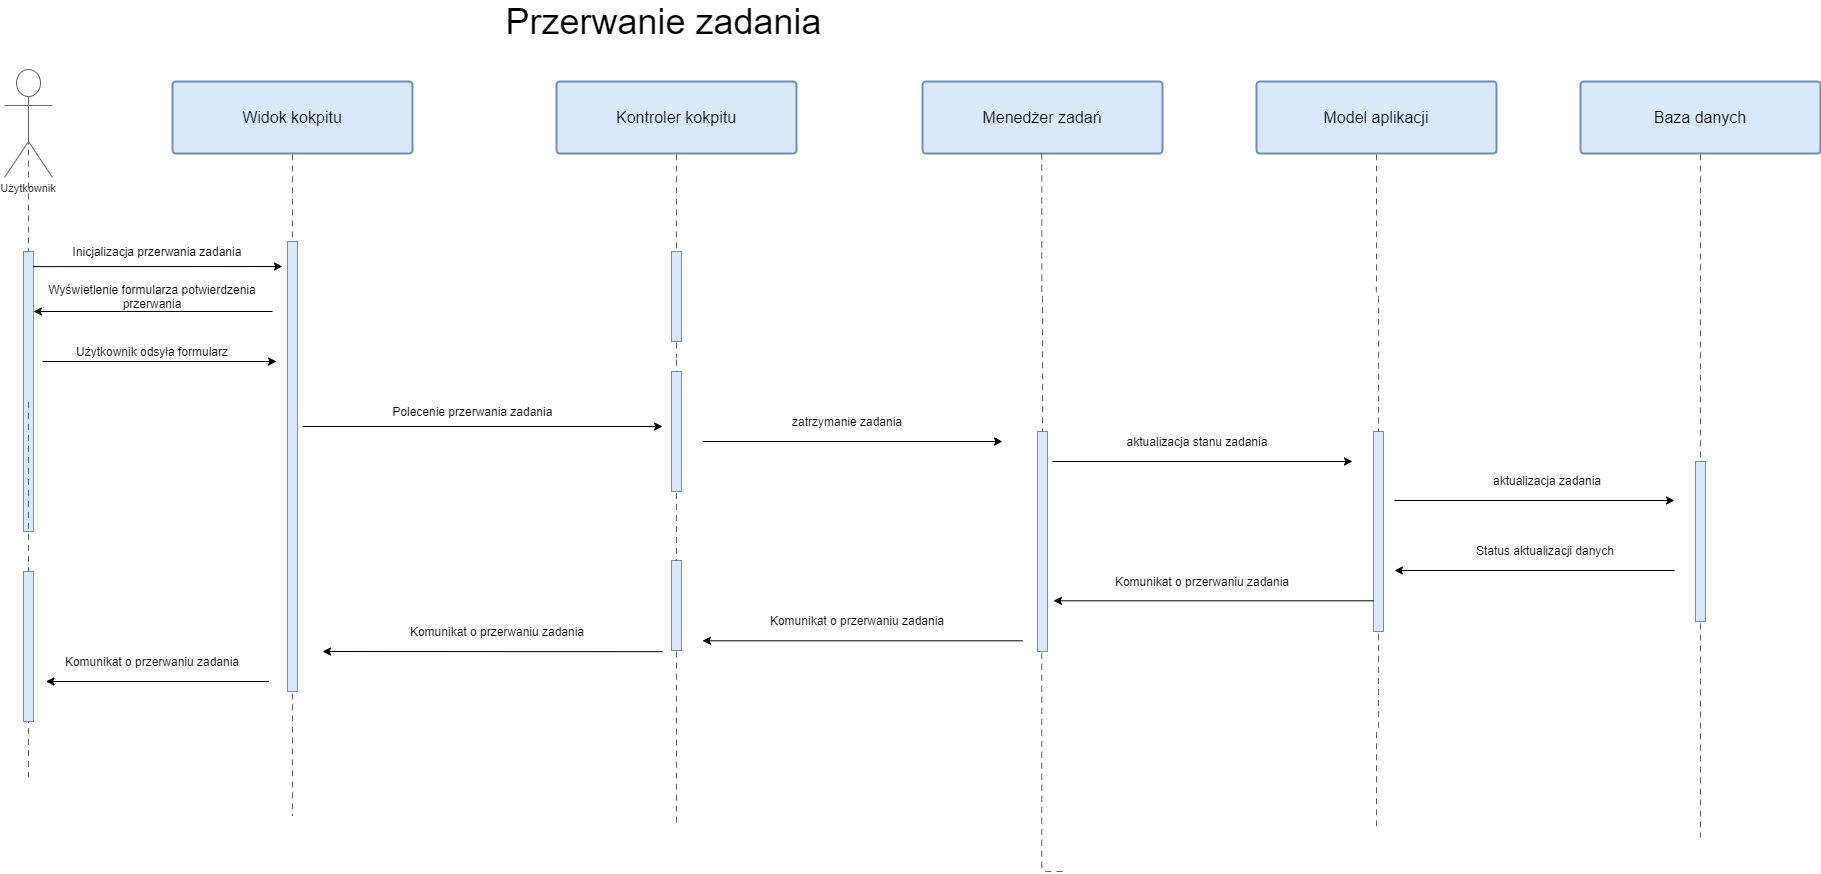 Przerwanie zadania
Użytkownik
Widok kokpitu
Kontroler kokpitu
Menedżer zadań
Model aplikacji
Baza danych
Inicjalizacja przerwania zadania
Wyświetlenie formularza potwierdzenia
przerwania
Użytkownik odsyła formularz
Polecenie przerwania zadania
zatrzymanie zadania
aktualizacja stanu zadania
aktualizacja zadania
Status aktualizacji danych
Komunikat o przerwaniu zadania
Komunikat o przerwaniu zadania
Komunikat o przerwaniu zadania
Komunikat o przerwaniu zadania